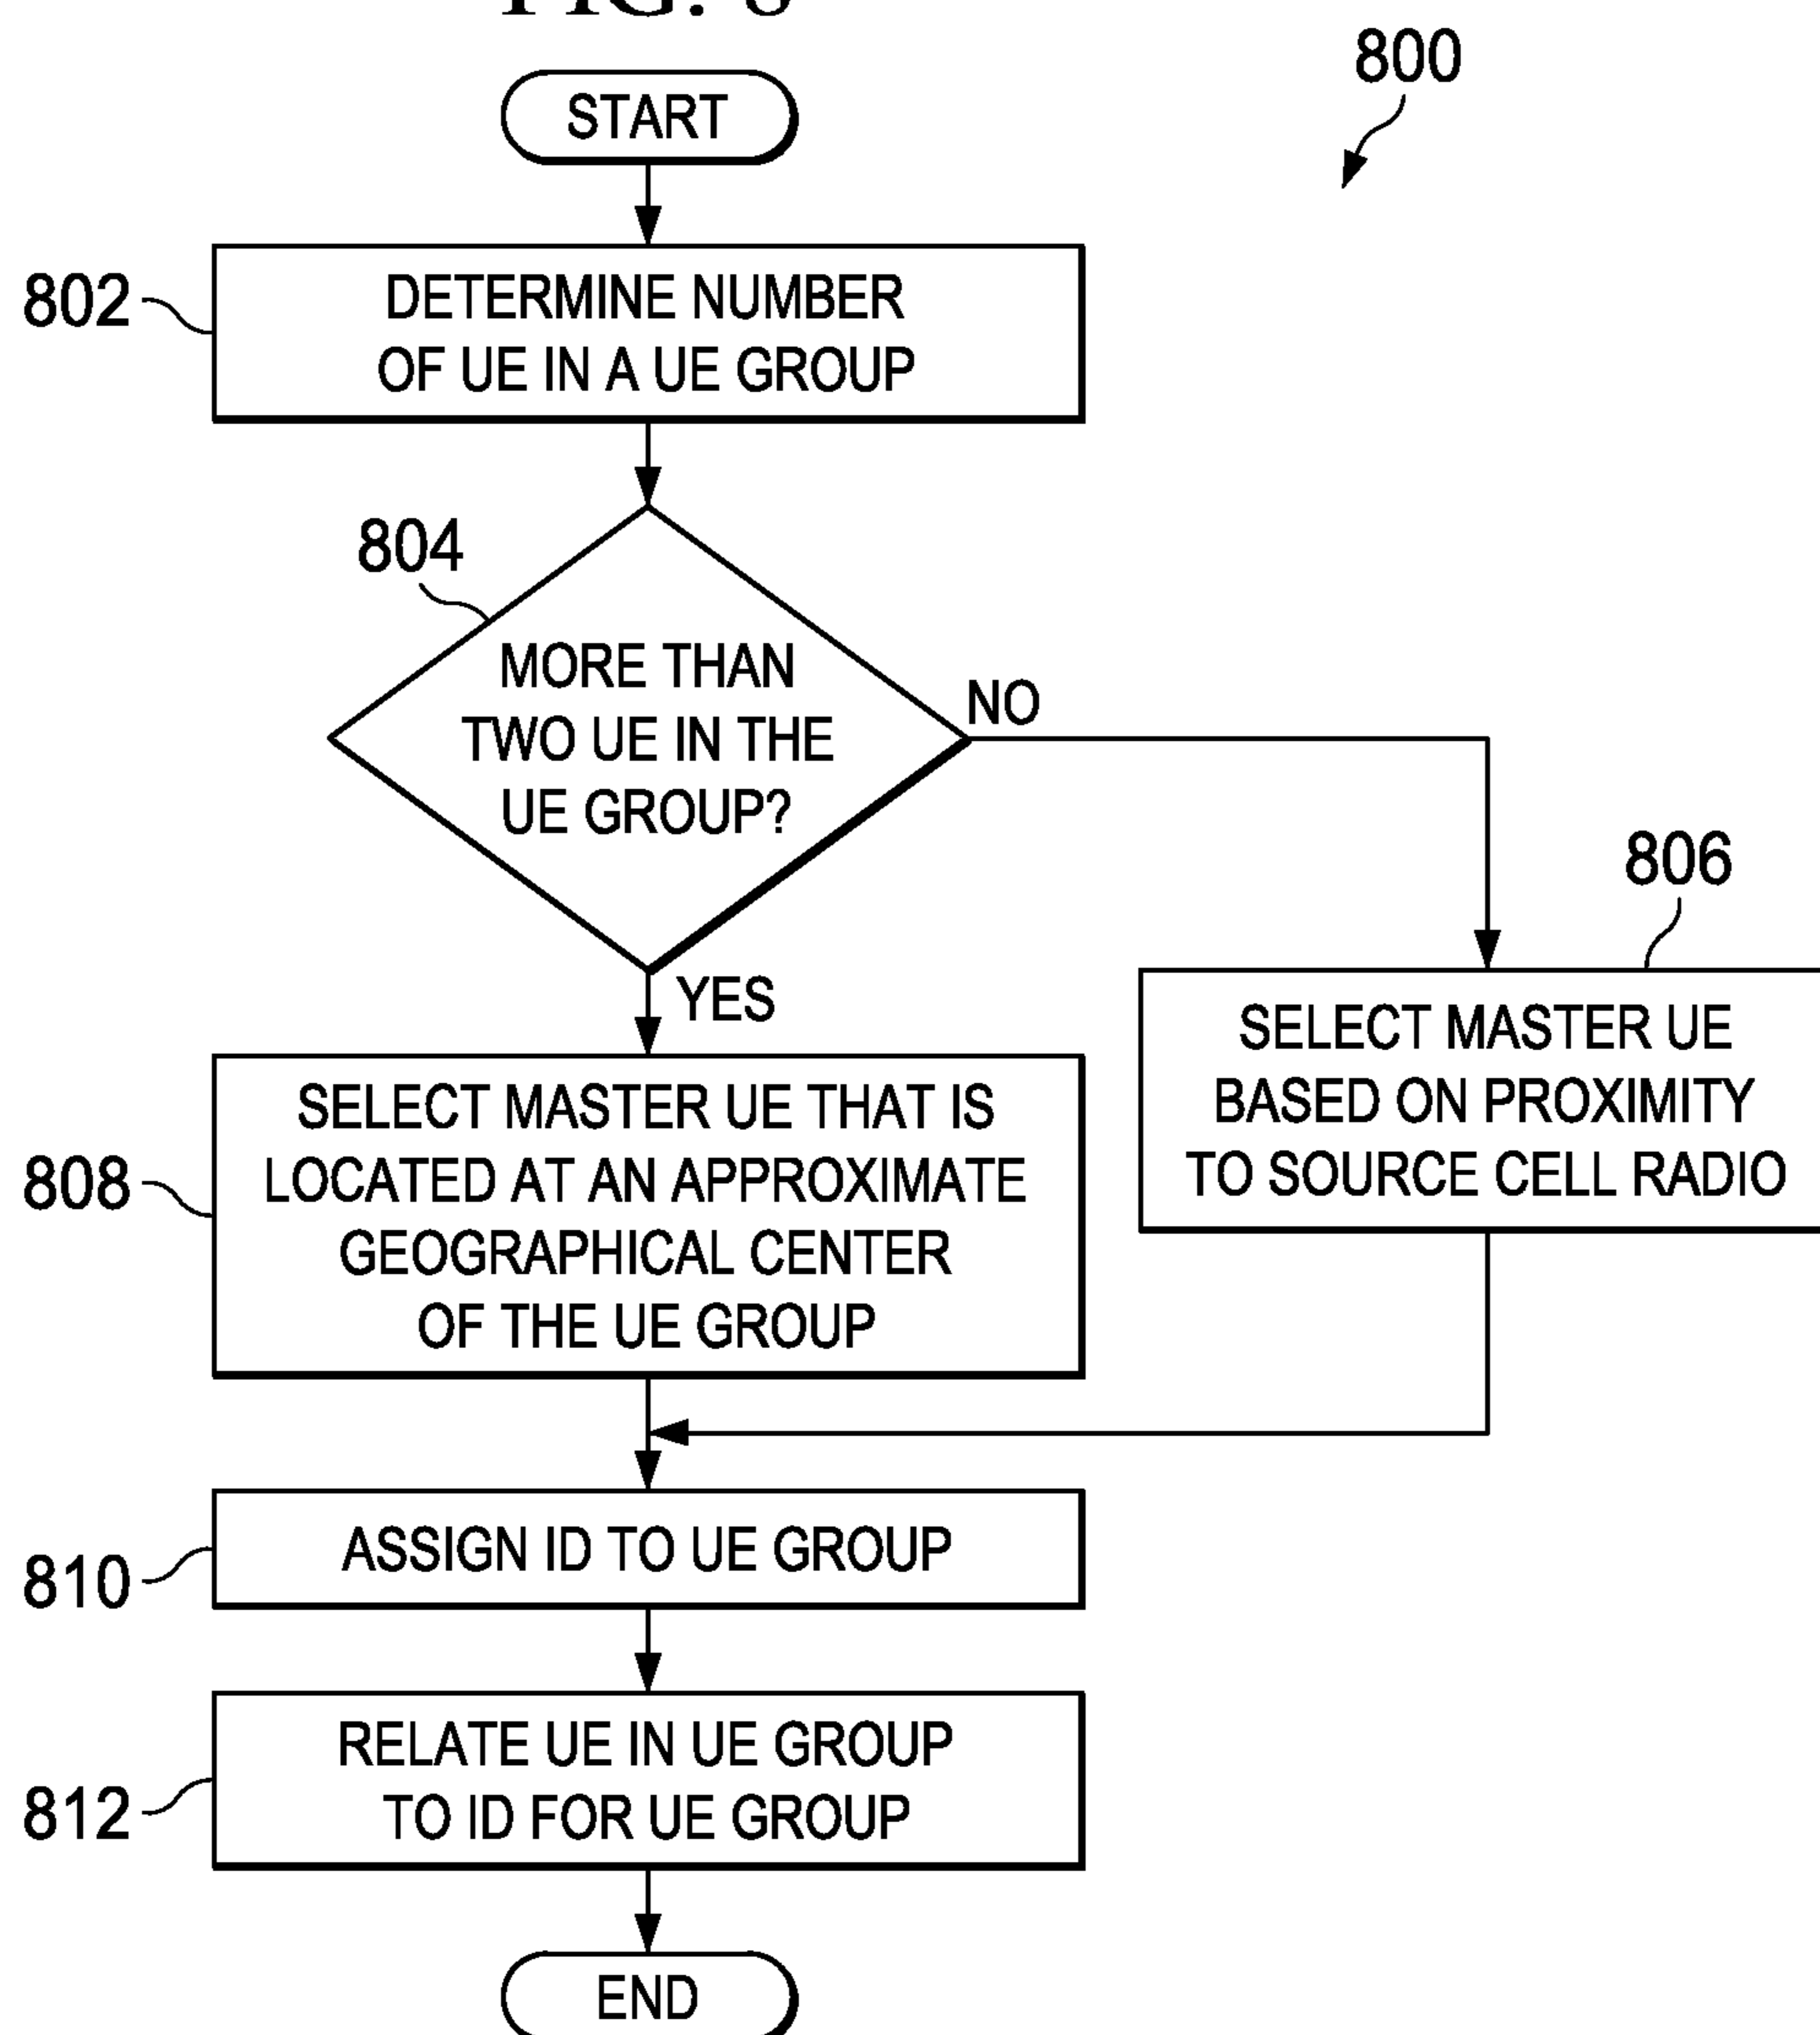 FIG. 8
800
START
802
DETERMINE NUMBER
OF UE IN A UE GROUP
804
MORE THAN
TWO UE IN THE
UE GROUP?
NO
YES
806
SELECT MASTER UE
BASED ON PROXIMITY
TO SOURCE CELL RADIO
808
SELECT MASTER UE THAT IS
LOCATED AT AN APPROXIMATE
GEOGRAPHICAL CENTER
OF THE UE GROUP
810
ASSIGN ID TO UE GROUP
812
RELATE UE IN UE GROUP
TO ID FOR UE GROUP
END